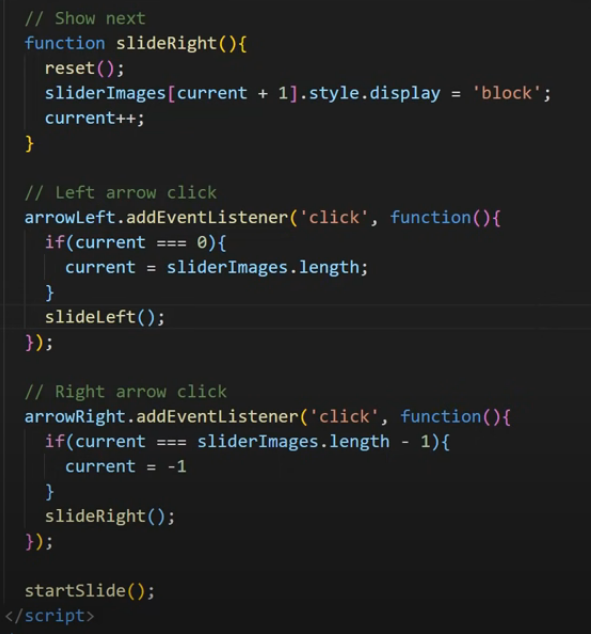 // Show next
function slideRight(){
reset();
sliderImages[current + 1].style.display = 'block';
current++;
}
// Left arrow click
arrowLeft.addEventListener('click', function(){
if(current === 0){
current = sliderImages.length;
}
slideLeft();
});
// Right arrow click
arrowRight.addEventListener('click', function(){
if(current === sliderImages.length - 1){
current = -1
}
slideRight();
});
startSlide();
</script>